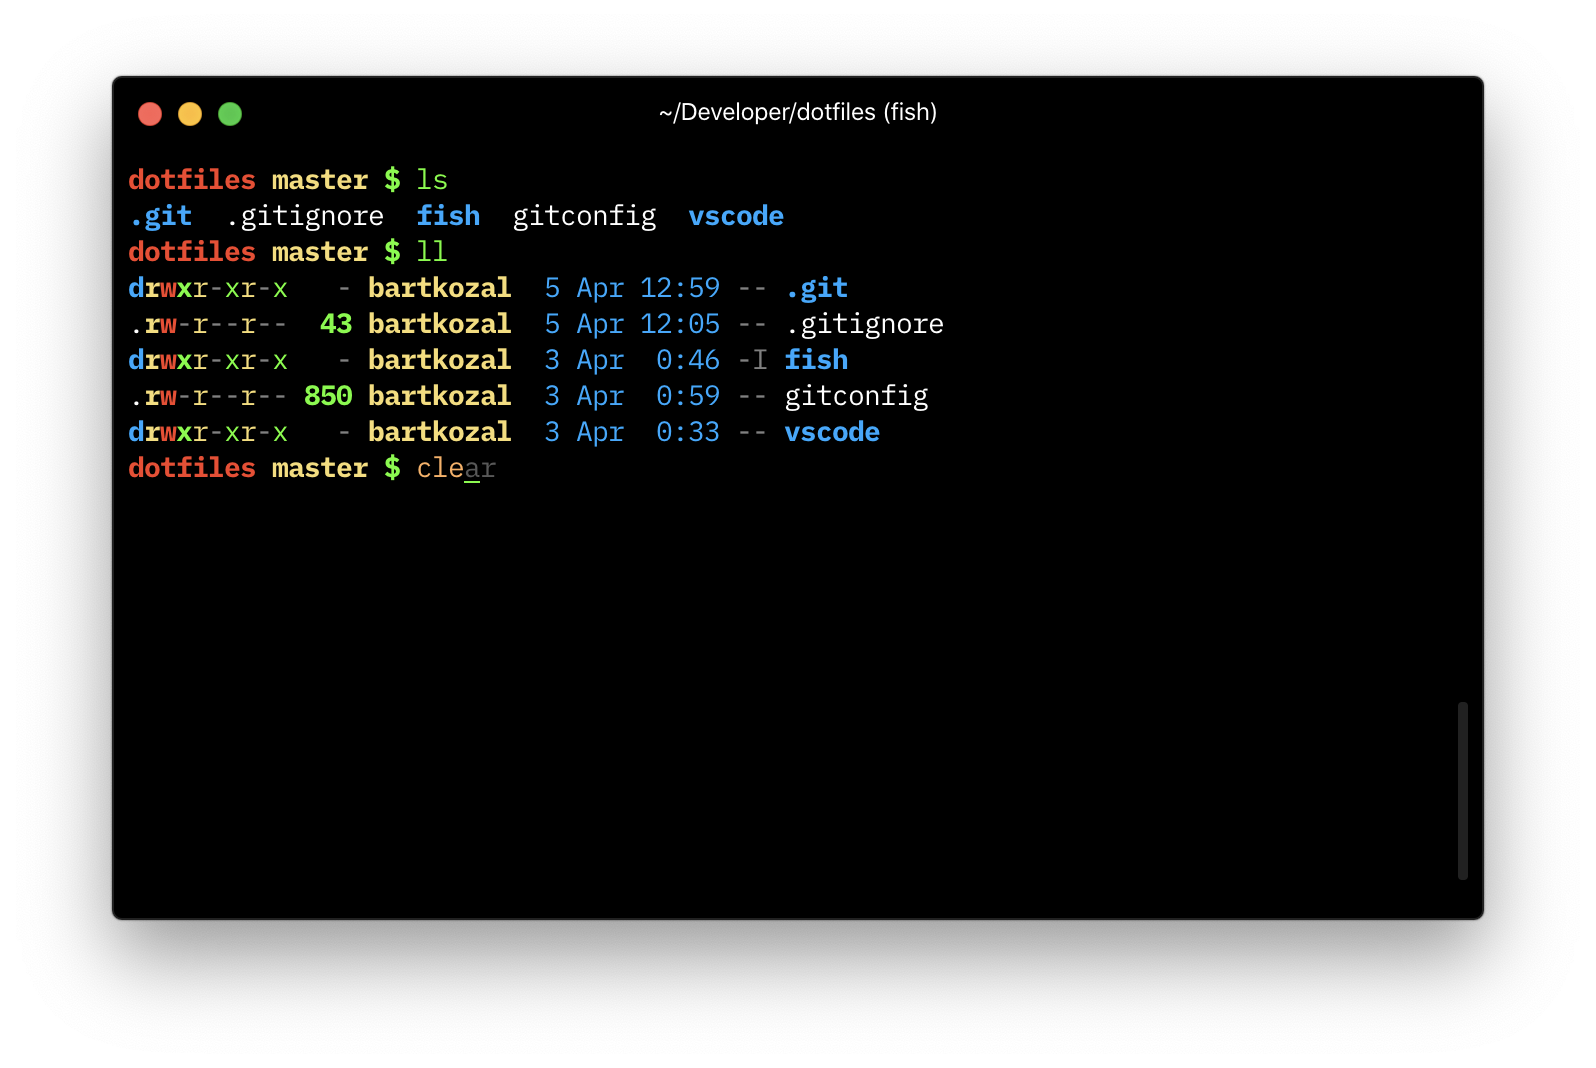 ~/Developer/dotfiles (fish)
dotfiles master $ ls
.git  .gitignore  fish  gitconfig  vscode
dotfiles master $ ll
drwxr-xr-x   - bartkozal  5 Apr 12:59 -- .git
.rw-r--r--  43 bartkozal  5 Apr 12:05 -- .gitignore
drwxr-xr-x   - bartkozal  3 Apr  0:46 -I fish
.rw-r--r-- 850 bartkozal  3 Apr  0:59 -- gitconfig
drwxr-xr-x   - bartkozal  3 Apr  0:33 -- vscode
dotfiles master $ clear